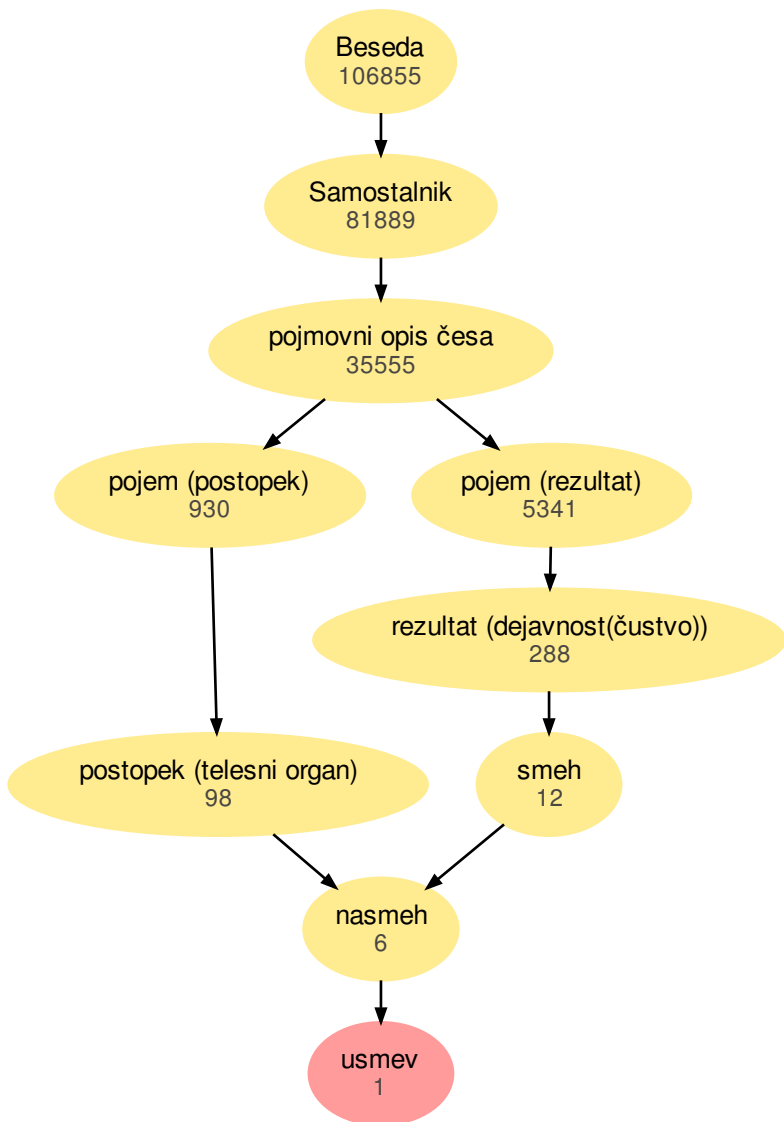 Beseda
106855
Samostalnik
81889
pojmovni opis česa
35555
pojem (postopek)
930
pojem (rezultat)
5341
rezultat (dejavnost(čustvo))
288
postopek (telesni organ)
98
smeh
12
nasmeh
6
usmev
1